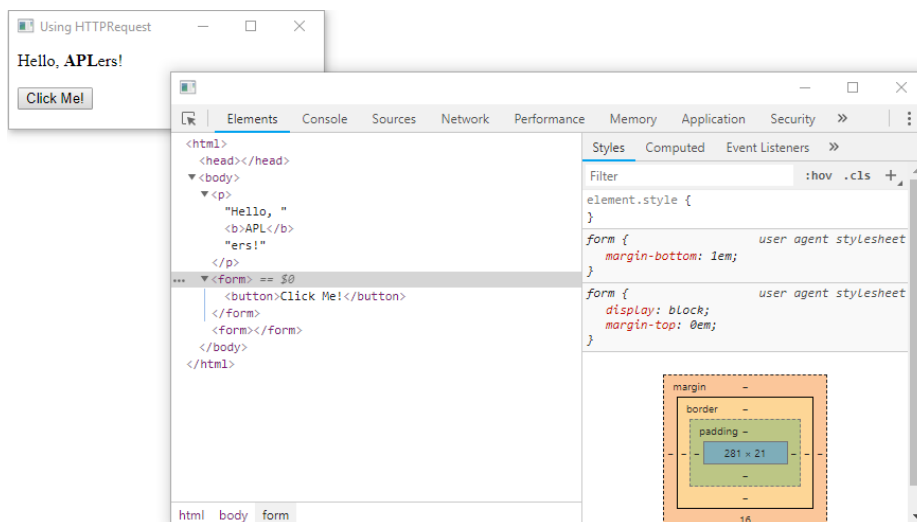 Using HTTPRequest
Hello, APLers!
Click Me!
Elements Console Sources Network Performance Memory Application Security »
<html>
<head></head>
▼<body>
▼<p>
"Hello, "
<b>APL</b>
"ers!"
</p>
... ▼<form> == $0
<button>Click Me!</button>
</form>
<form></form>
</body>
</html>
html body form
Styles Computed Event Listeners »
Filter :hov .cls +
element.style {
}
form { user agent stylesheet
margin-bottom: 1em;
}
form { user agent stylesheet
display: block;
margin-top: 0em;
}
margin -
border -
padding -
- - - 281 × 21 - - -
-
-
16